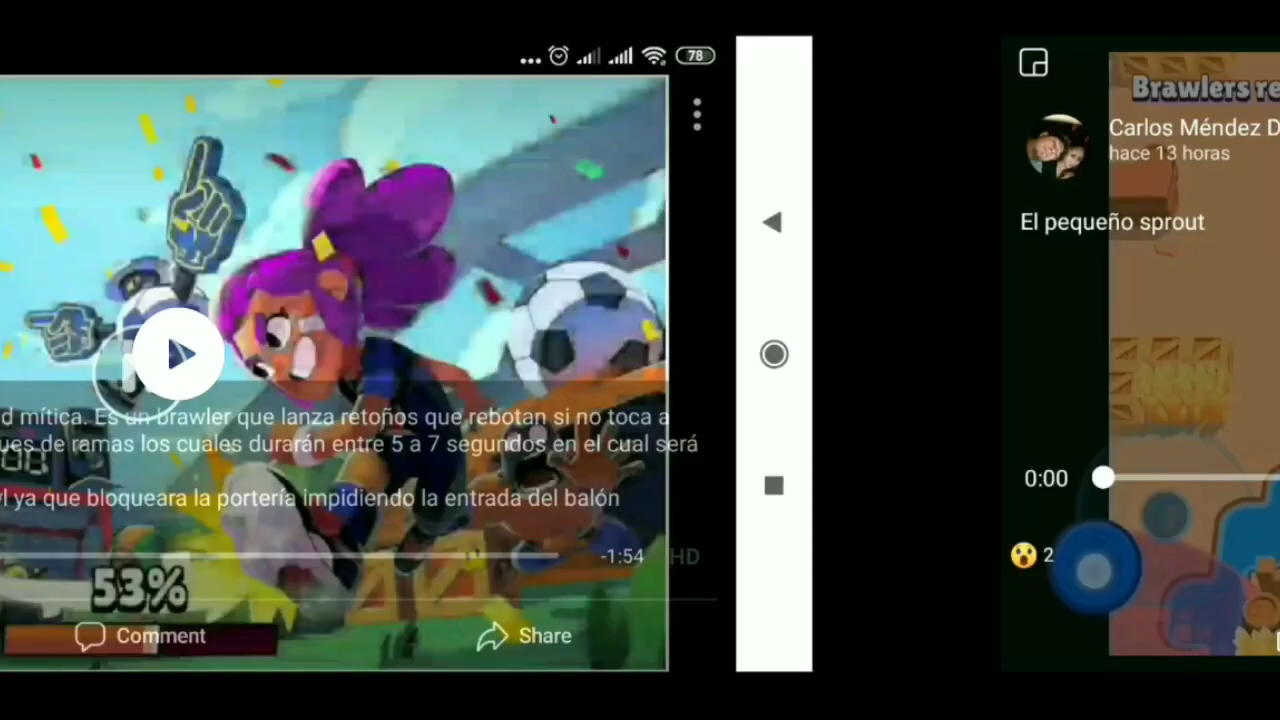 78
d mítica. Es un brawler que lanza retoños que rebotan si no toca a
ues de ramas los cuales durarán entre 5 a 7 segundos en el cual será
l ya que bloqueara la portería impidiendo la entrada del balón
-1:54 HD
53%
Comment
Share
Brawlers re
Carlos Méndez D
hace 13 horas
El pequeño sprout
0:00
2